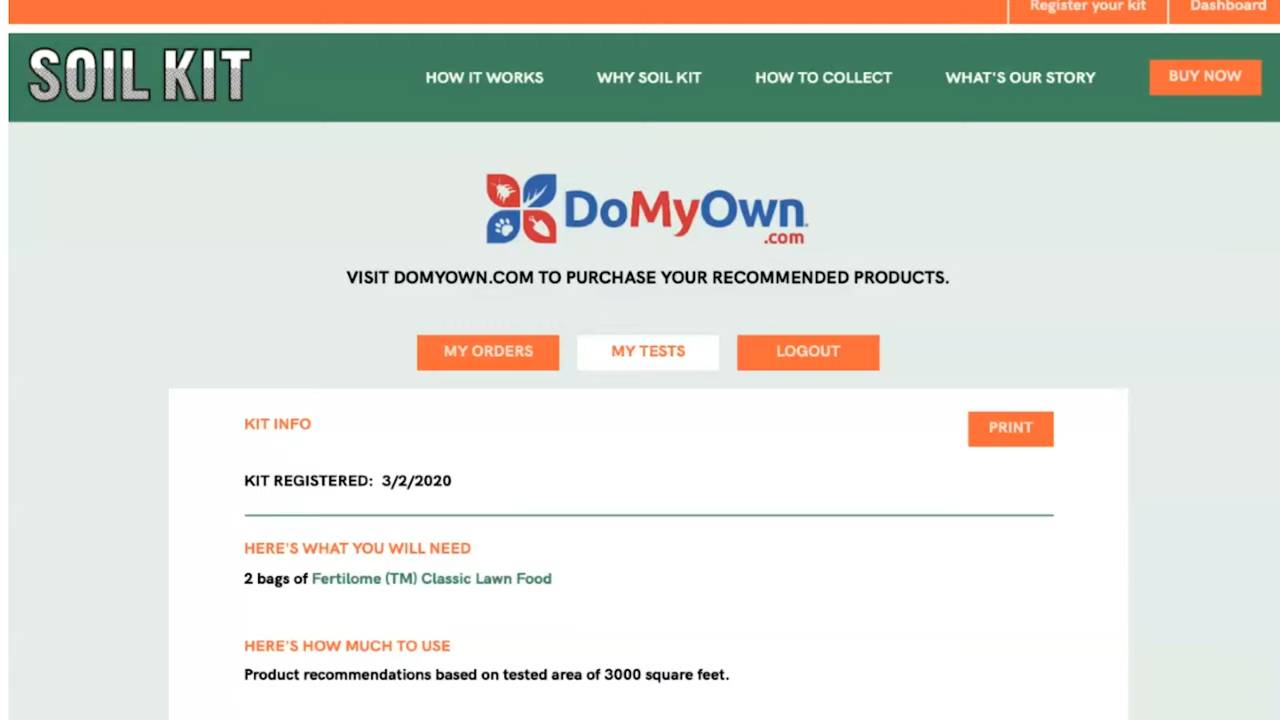 Register your kit
Dashboard
SOIL KIT
HOW IT WORKS
WHY SOIL KIT
HOW TO COLLECT
WHAT'S OUR STORY
BUY NOW
DoMyOwn
.com
VISIT DOMYOWN.COM TO PURCHASE YOUR RECOMMENDED PRODUCTS.
MY ORDERS
MY TESTS
LOGOUT
KIT INFO
PRINT
KIT REGISTERED: 3/2/2020
HERE'S WHAT YOU WILL NEED
2 bags of Fertilome (TM) Classic Lawn Food
HERE'S HOW MUCH TO USE
Product recommendations based on tested area of 3000 square feet.